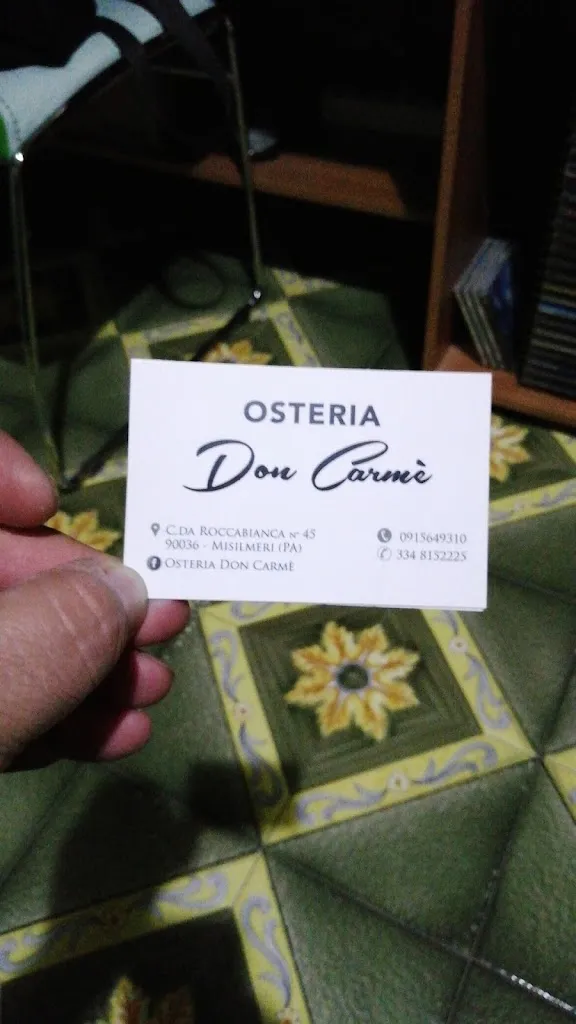 OSTERIA
Don Carmè
C.DA ROCCABIANCA N° 45
90036 - MISILMERI (PA)
OSTERIA DON CARMÈ
0915649310
334 8152225